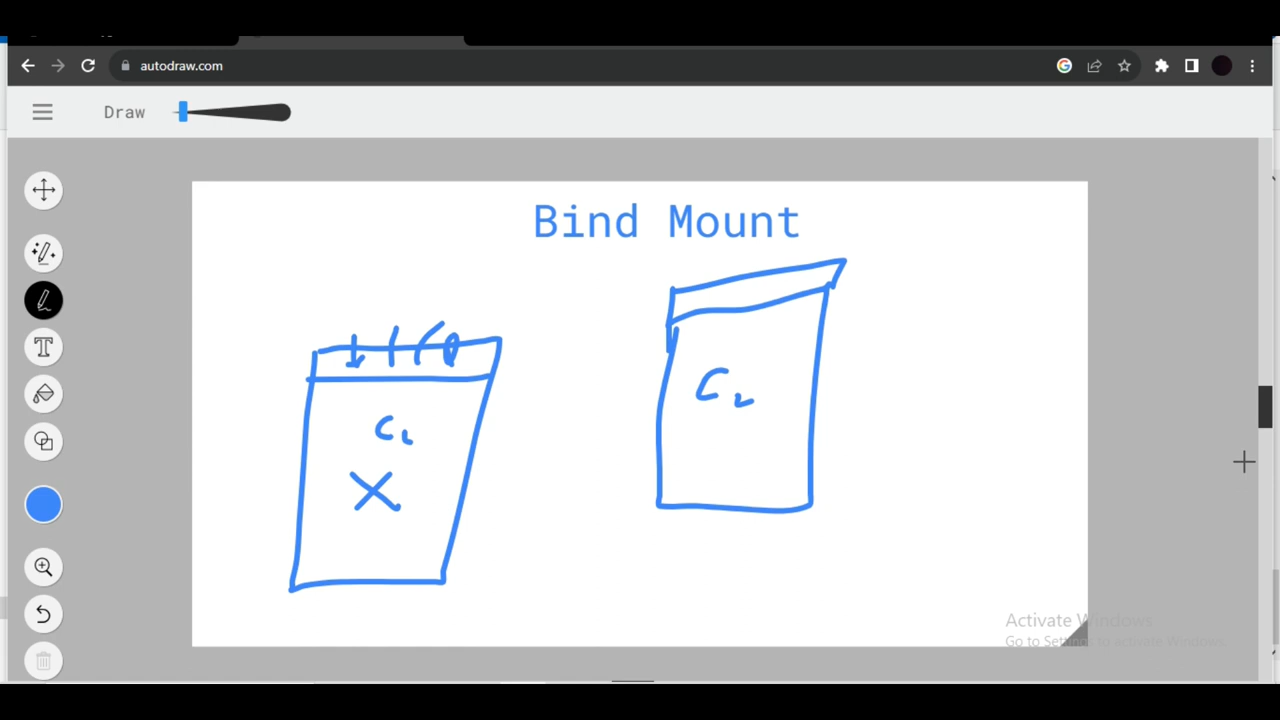 autodraw.com
Draw
Bind Mount
C1
C2
Activate Windows
Go to Settings to activate Windows.